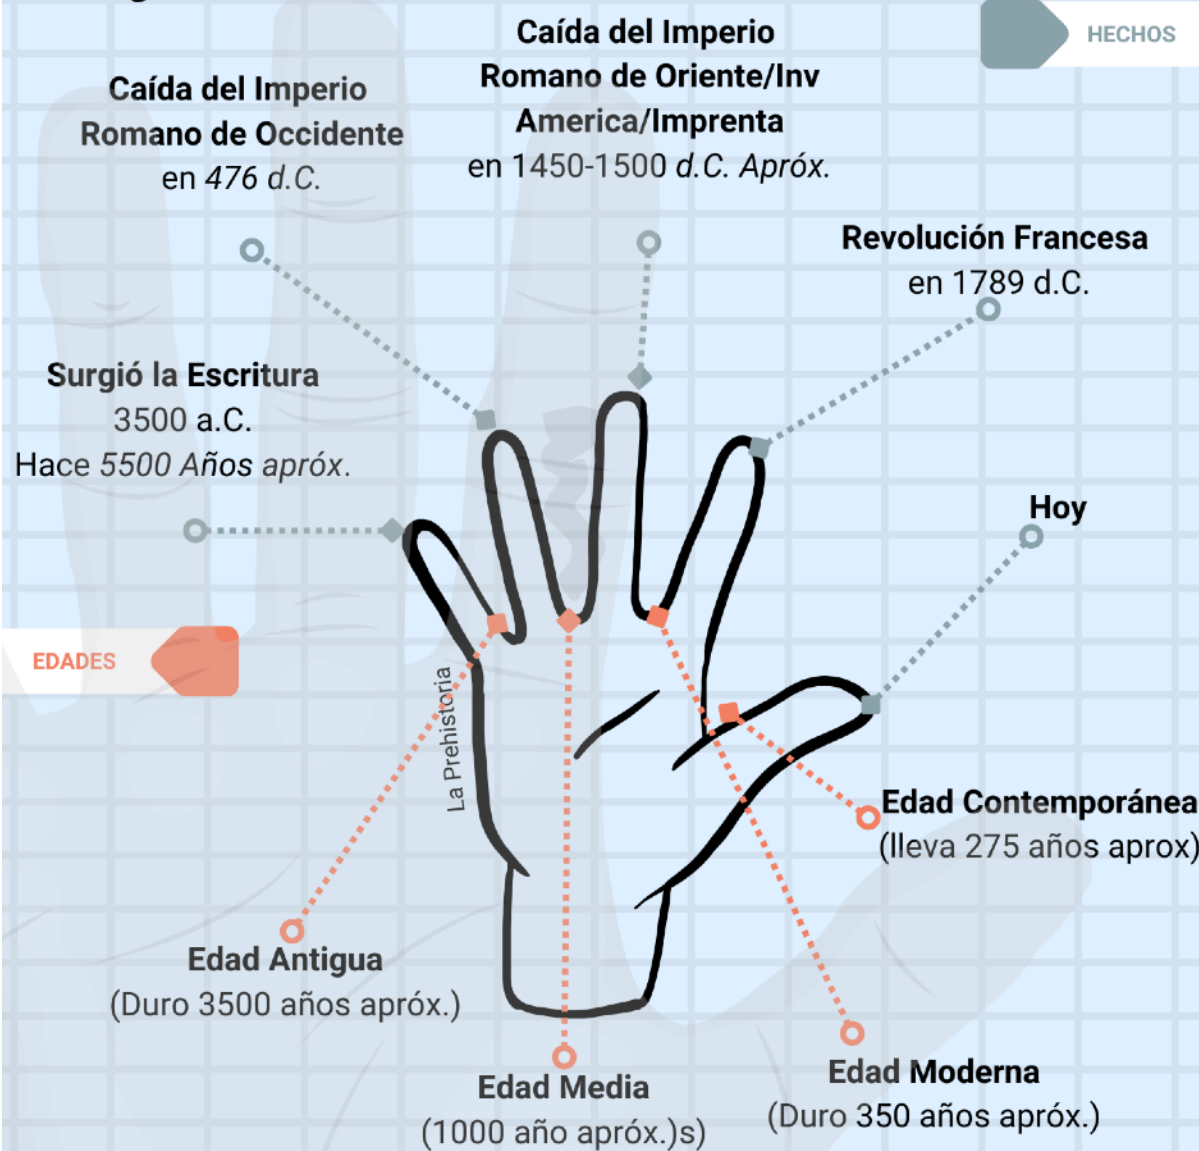 HECHOS
Caída del Imperio
Romano de Oriente/Inv
America/Imprenta
en 1450-1500 d.C. Apróx.
Caída del Imperio
Romano de Occidente
en 476 d.C.
Revolución Francesa
en 1789 d.C.
Surgió la Escritura
3500 a.C.
Hace 5500 Años apróx.
Hoy
EDADES
La Prehistoria
Edad Contemporánea
(lleva 275 años aprox)
Edad Antigua
(Duro 3500 años apróx.)
Edad Media
(1000 año apróx.)s)
Edad Moderna
(Duro 350 años apróx.)